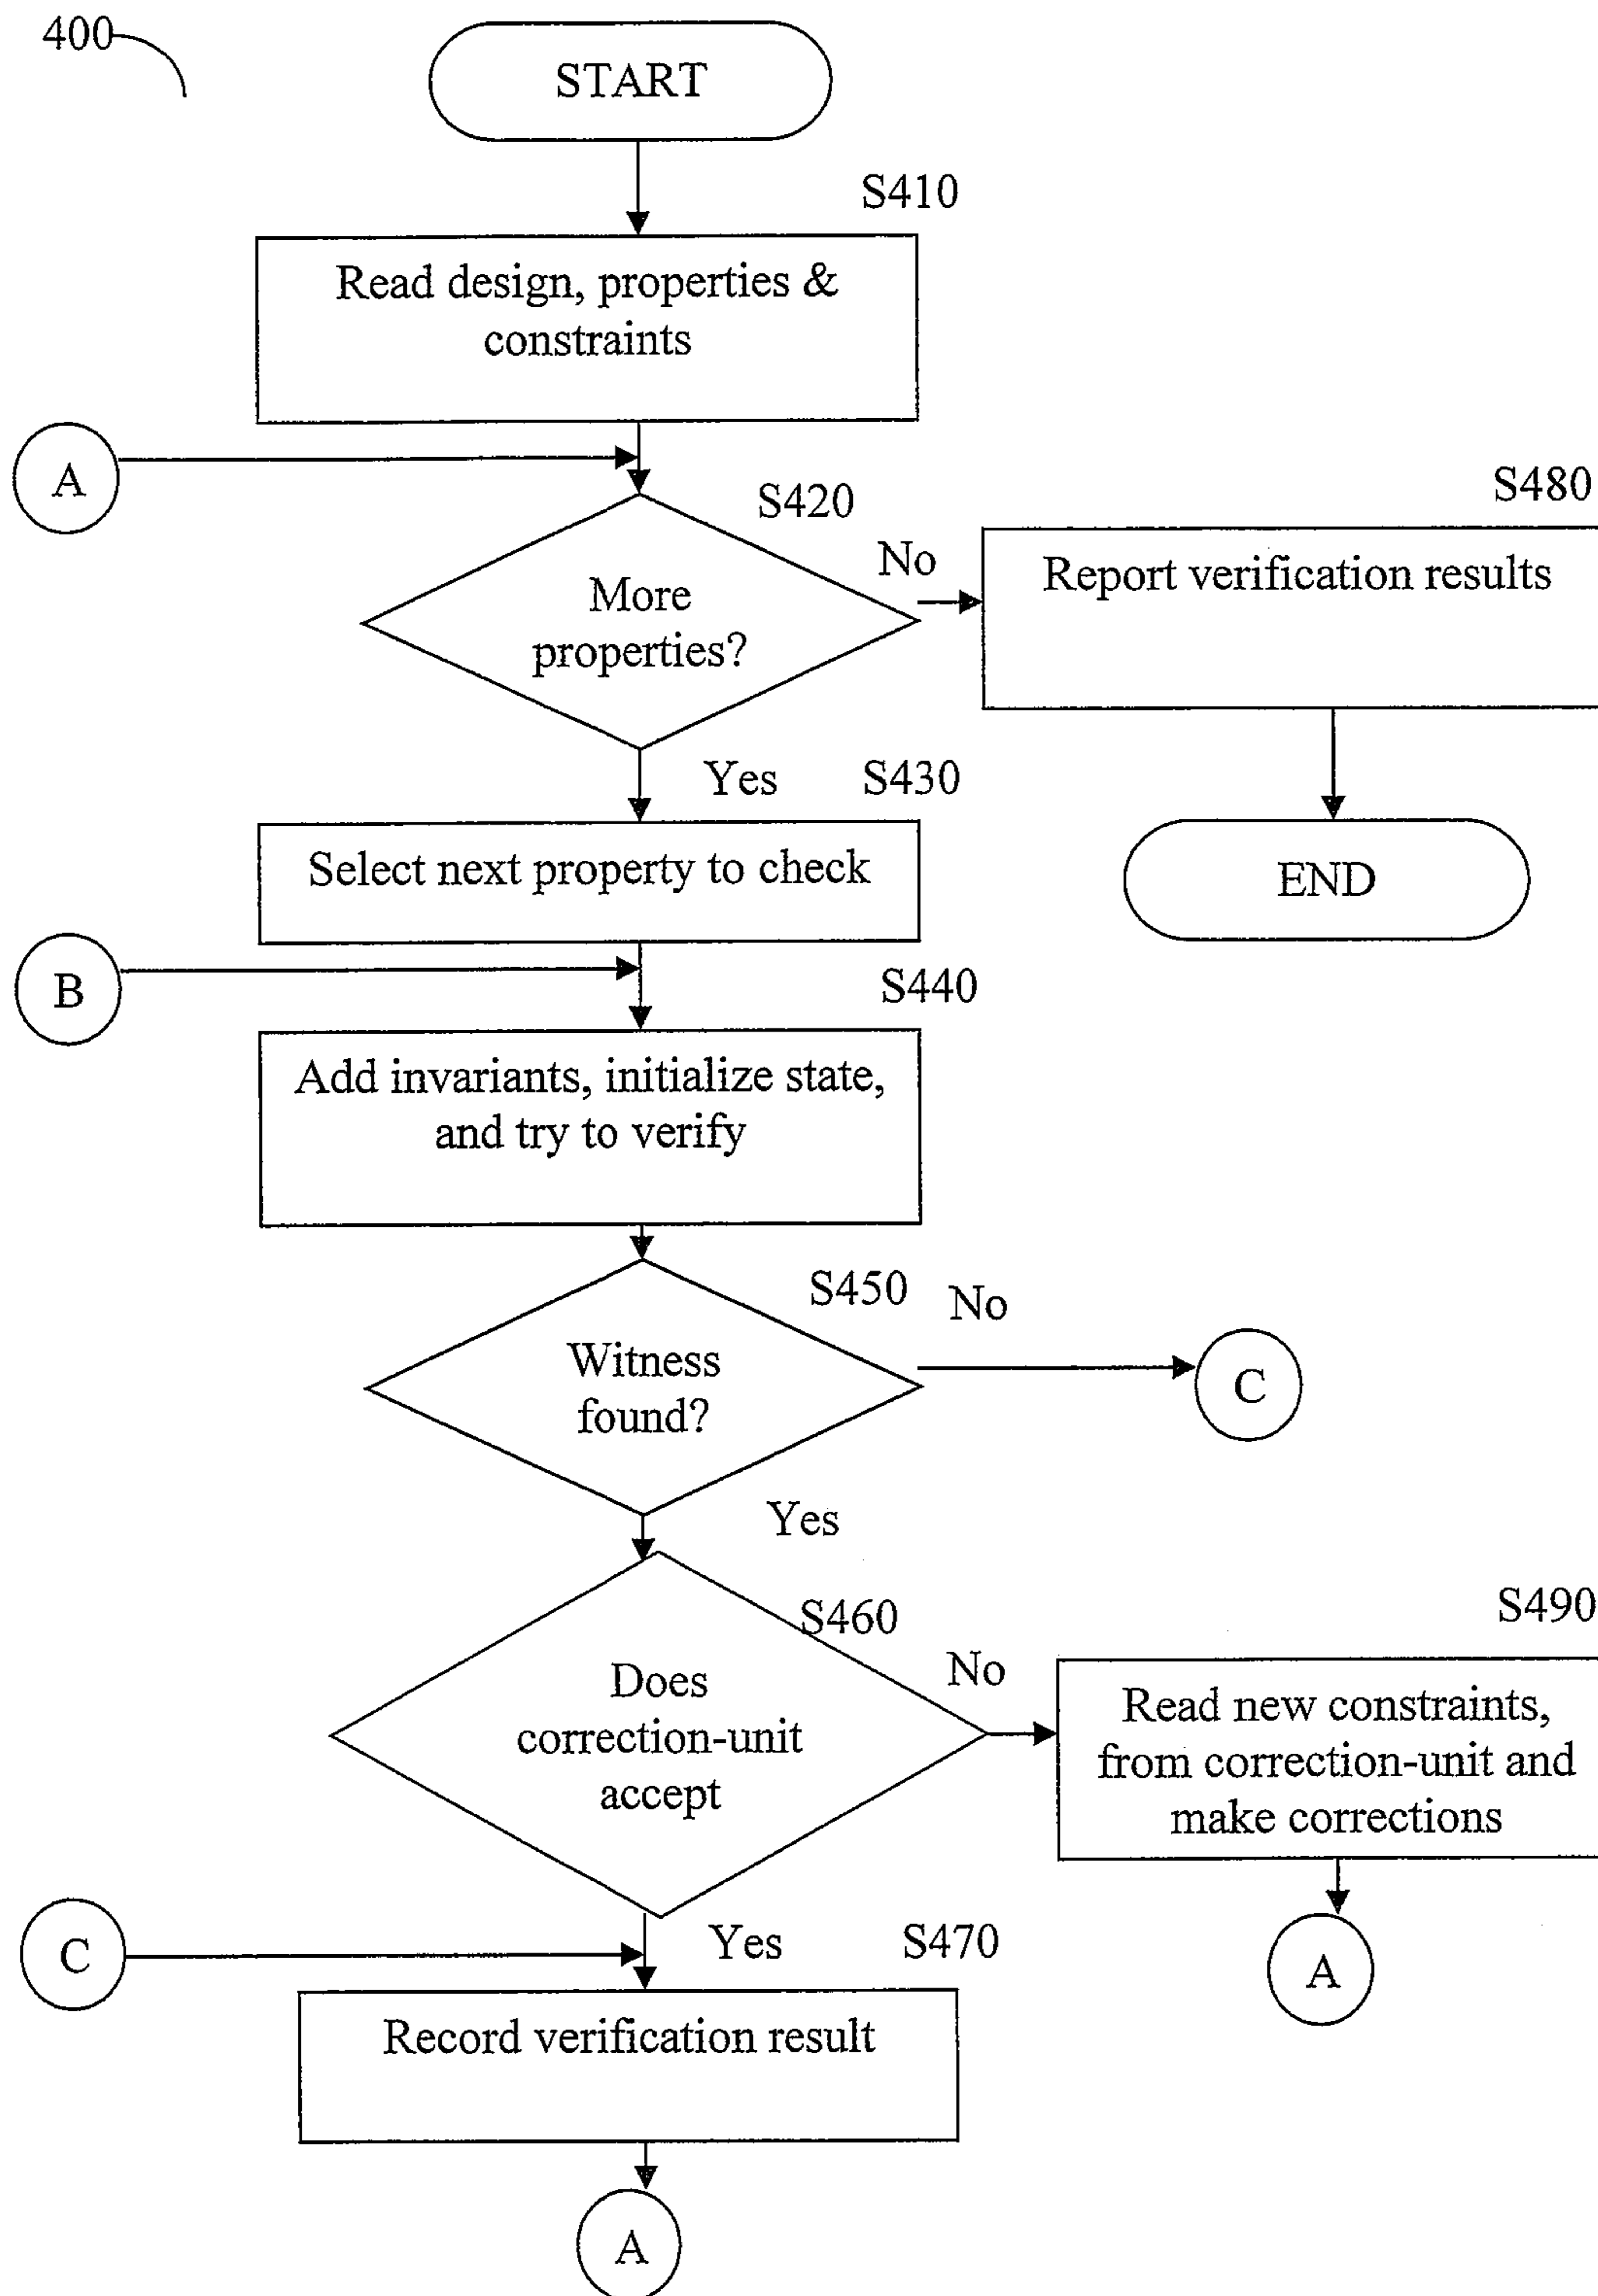 400
START
S410
Read design, properties &
constraints
A
S420
S480
No
Report verification results
More
properties?
Yes
S430
Select next property to check
END
B
S440
Add invariants, initialize state,
and try to verify
S450
No
Witness
found?
C
Yes
S460
S490
No
Does
correction-unit
accept
Read new constraints,
from correction-unit and
make corrections
C
Yes
S470
A
Record verification result
A